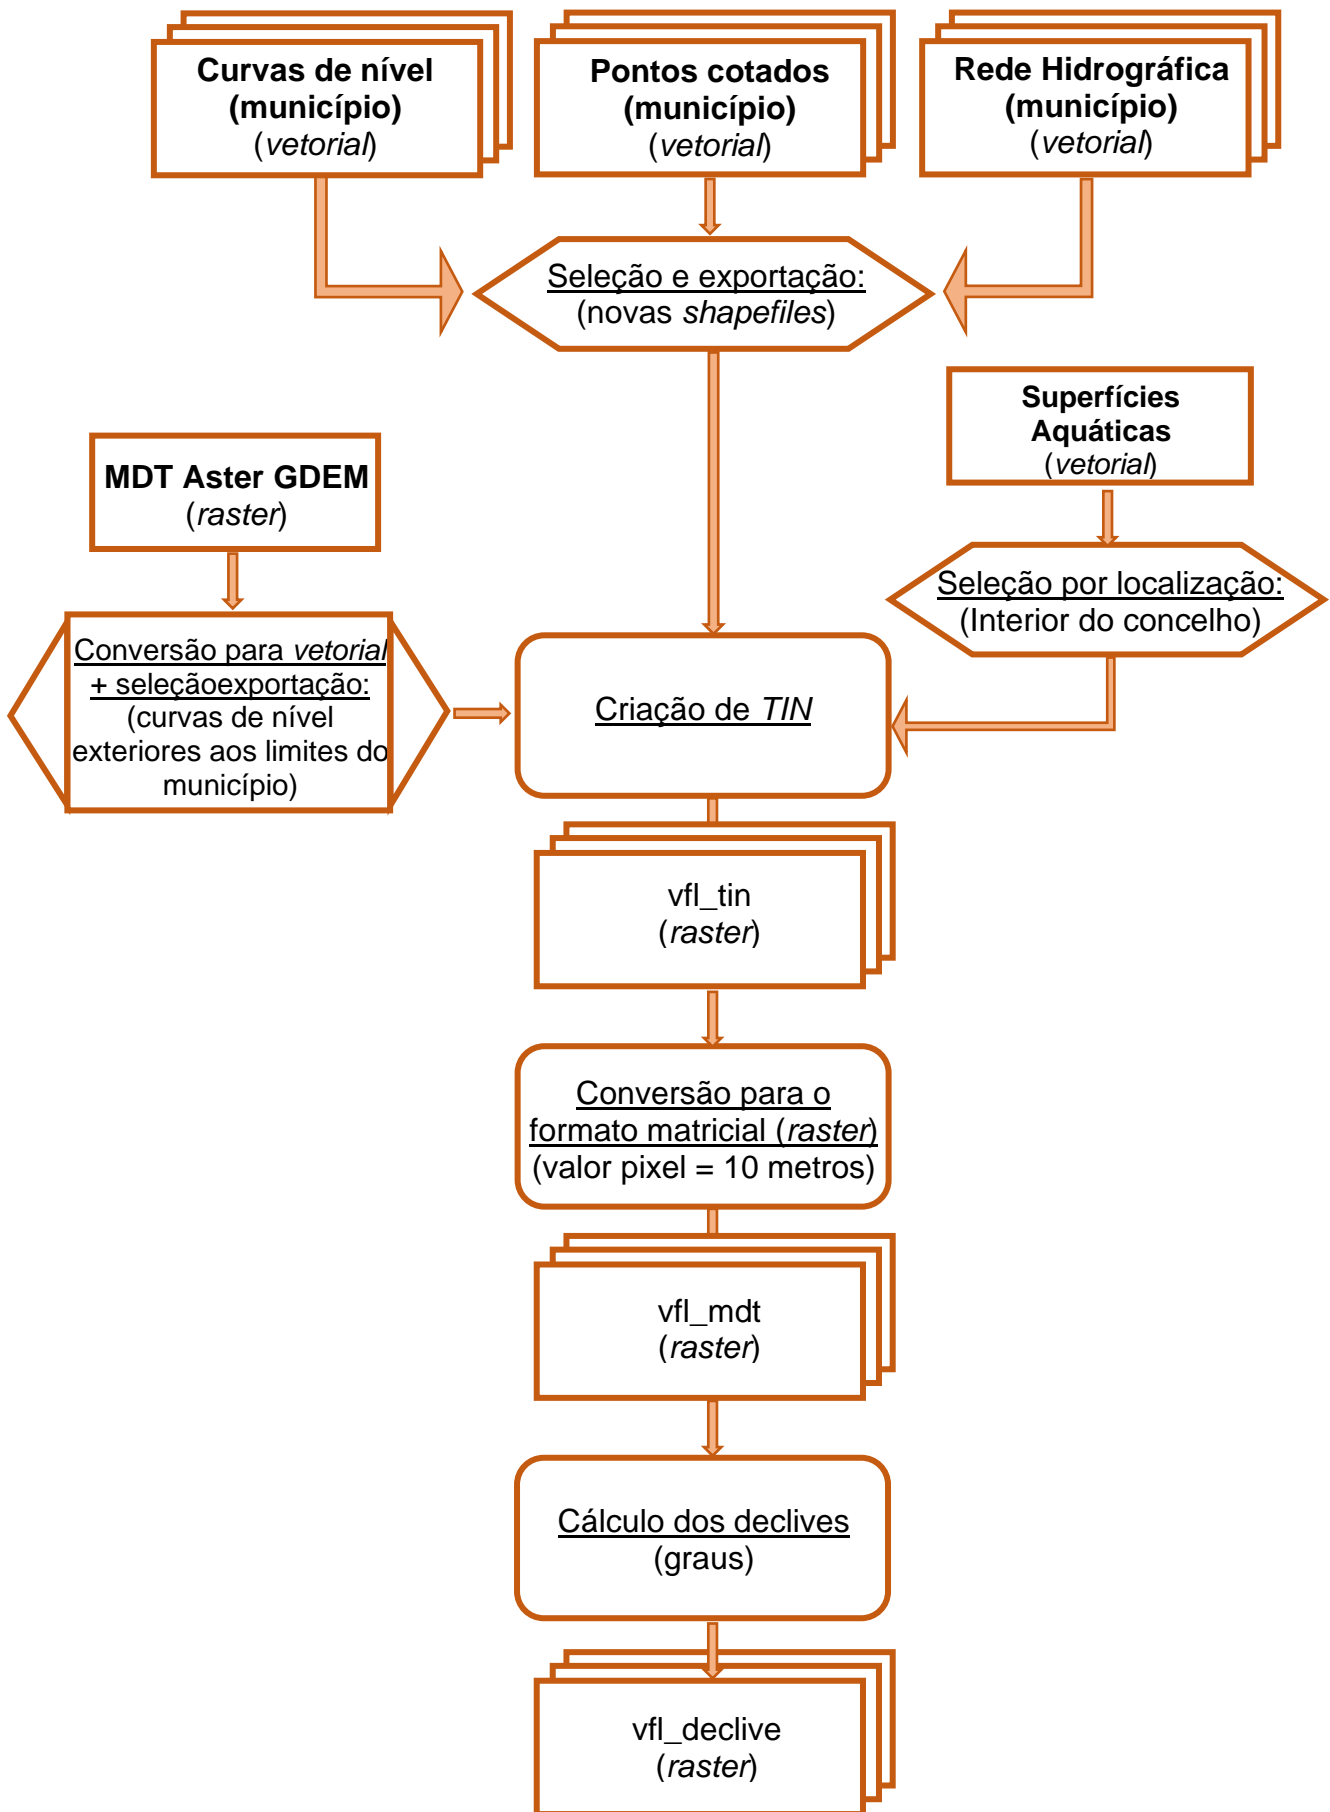 Curvas de nível
(município)
(vetorial)
Pontos cotados
(município)
(vetorial)
Rede Hidrográfica
(município)
(vetorial)
Seleção e exportação:
(novas shapefiles)
Superfícies
Aquáticas
(vetorial)
MDT Aster GDEM
(raster)
Seleção por localização:
(Interior do concelho)
Conversão para vetorial
+ seleçãoexportação:
(curvas de nível
exteriores aos limites do
município)
Criação de TIN
vfl_tin
(raster)
Conversão para o
formato matricial (raster)
(valor pixel = 10 metros)
vfl_mdt
(raster)
Cálculo dos declives
(graus)
vfl_declive
(raster)